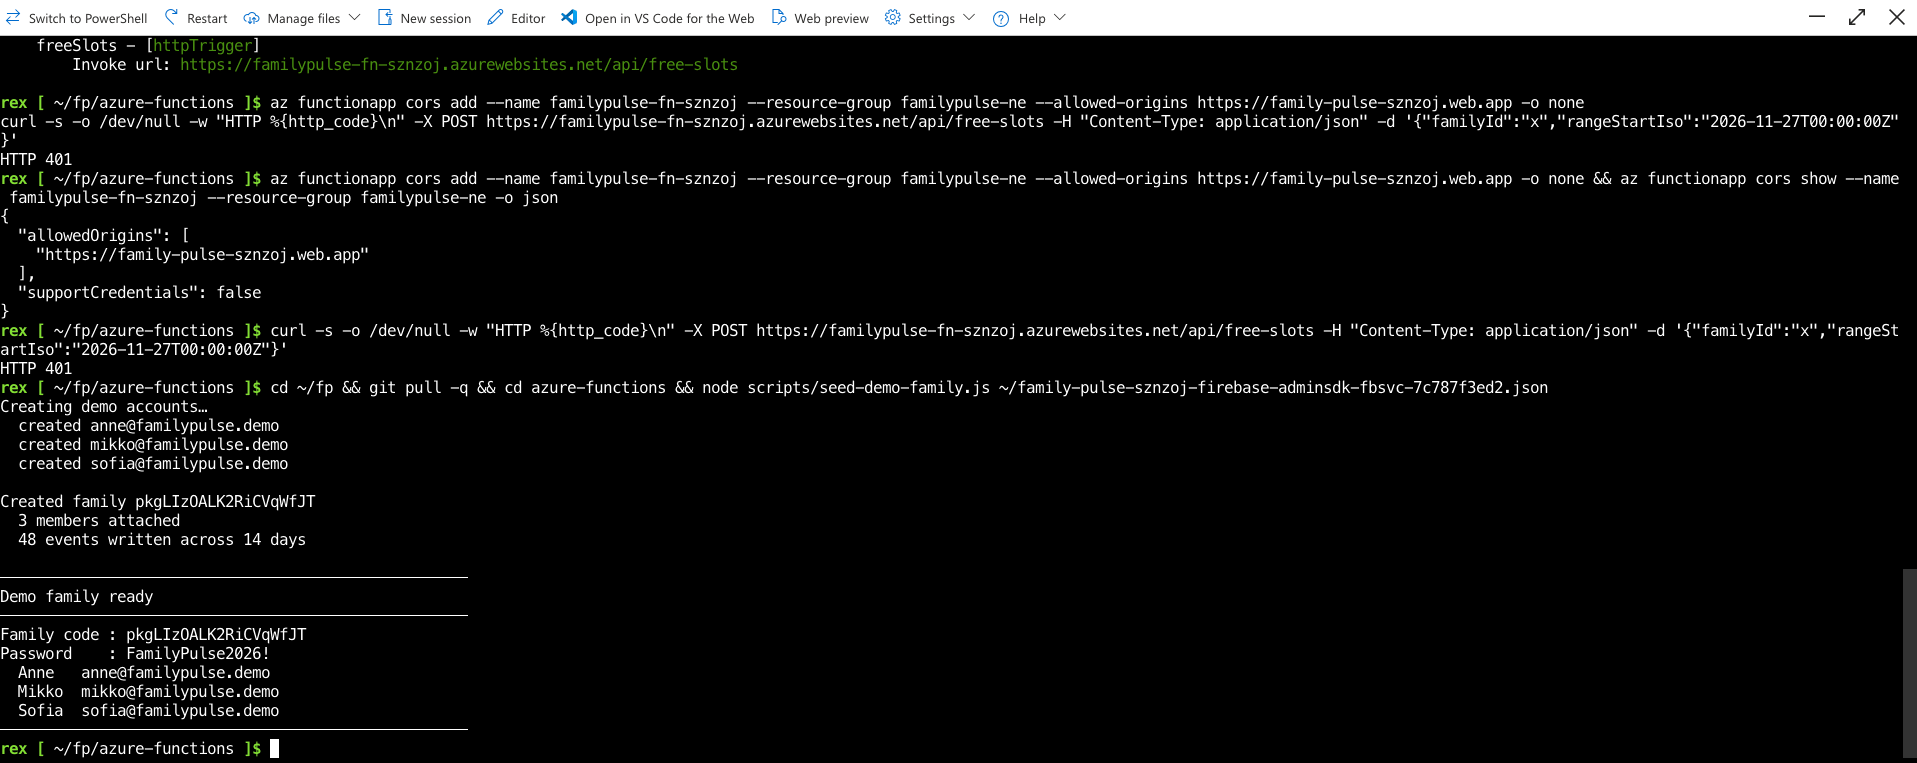 Switch to PowerShell Restart Manage files New session Editor Open in VS Code for the Web Web preview Settings Help
freeSlots - [httpTrigger]
Invoke url: https://familypulse-fn-sznzoj.azurewebsites.net/api/free-slots
rex [ ~/fp/azure-functions ]$ az functionapp cors add --name familypulse-fn-sznzoj --resource-group familypulse-ne --allowed-origins https://family-pulse-sznzoj.web.app -o none
curl -s -o /dev/null -w "HTTP %{http_code}\n" -X POST https://familypulse-fn-sznzoj.azurewebsites.net/api/free-slots -H "Content-Type: application/json" -d '{"familyId":"x","rangeStartIso":"2026-11-27T00:00:00Z"
}'
HTTP 401
rex [ ~/fp/azure-functions ]$ az functionapp cors add --name familypulse-fn-sznzoj --resource-group familypulse-ne --allowed-origins https://family-pulse-sznzoj.web.app -o none && az functionapp cors show --name
familypulse-fn-sznzoj --resource-group familypulse-ne -o json
{
"allowedOrigins": [
"https://family-pulse-sznzoj.web.app"
],
"supportCredentials": false
}
rex [ ~/fp/azure-functions ]$ curl -s -o /dev/null -w "HTTP %{http_code}\n" -X POST https://familypulse-fn-sznzoj.azurewebsites.net/api/free-slots -H "Content-Type: application/json" -d '{"familyId":"x","rangeSt
artIso":"2026-11-27T00:00:00Z"}'
HTTP 401
rex [ ~/fp/azure-functions ]$ cd ~/fp && git pull -q && cd azure-functions && node scripts/seed-demo-family.js ~/family-pulse-sznzoj-firebase-adminsdk-fbsvc-7c787f3ed2.json
Creating demo accounts…
created anne@familypulse.demo
created mikko@familypulse.demo
created sofia@familypulse.demo
Created family pkgLIzOALK2RiCVqWfJT
3 members attached
48 events written across 14 days
Demo family ready
Family code : pkgLIzOALK2RiCVqWfJT
Password : FamilyPulse2026!
Anne anne@familypulse.demo
Mikko mikko@familypulse.demo
Sofia sofia@familypulse.demo
rex [ ~/fp/azure-functions ]$